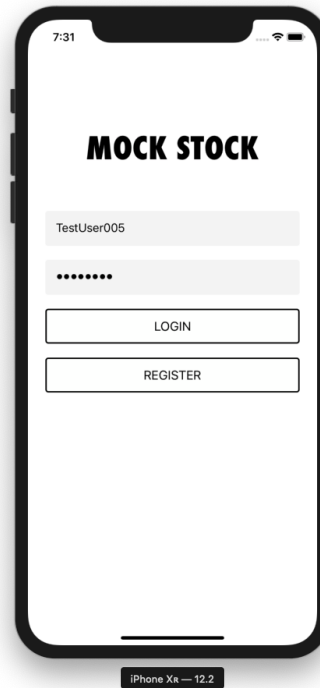 7:31
MOCK STOCK
TestUser005
••••••••
LOGIN
REGISTER
iPhone Xʀ — 12.2